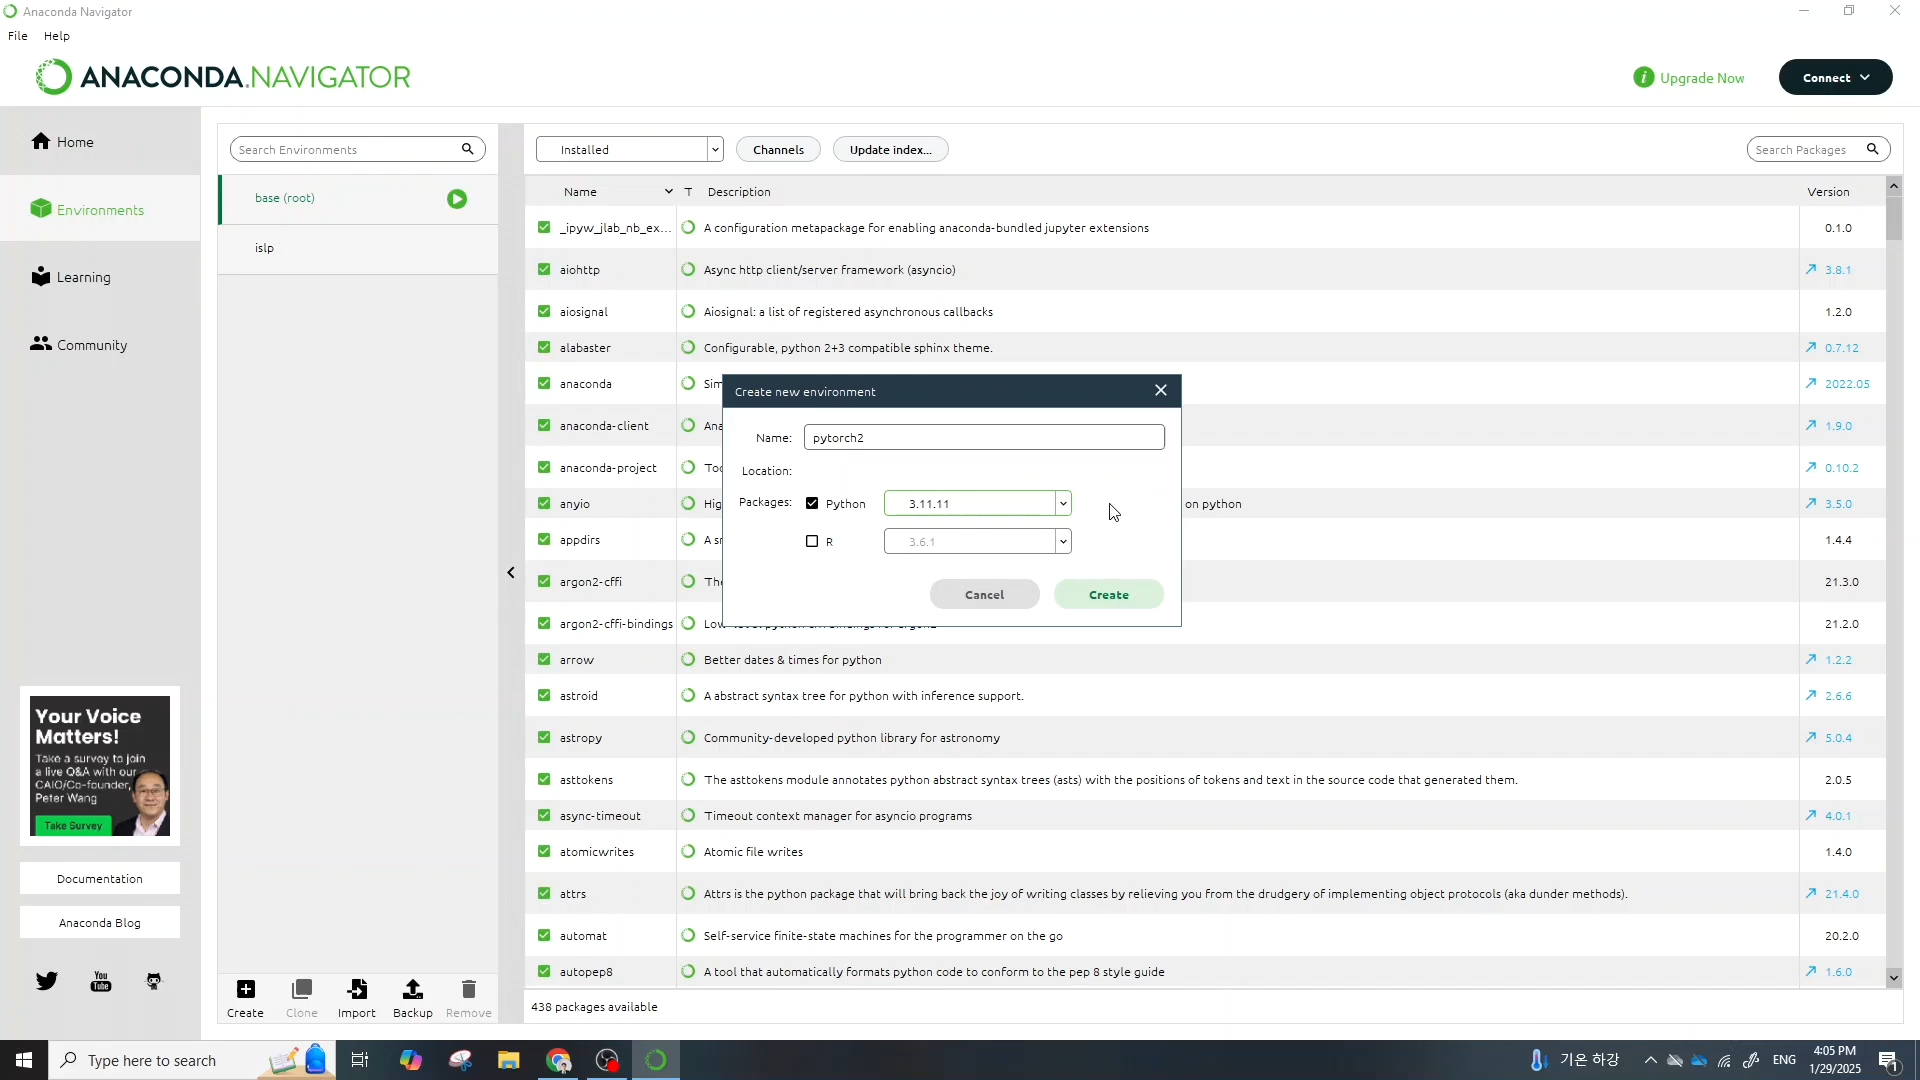 Anaconda Navigator
File Help
ANACONDA.NAVIGATOR
i Upgrade Now
Connect
Home
Environments
Learning
Community
Your Voice
Matters!
Take a survey to join
a live Q&A with our
CAIO/Co-founder,
Peter Wang
Take Survey
Documentation
Anaconda Blog
You
Tube
Search Environments
base (root)
islp
Create Clone Import Backup Remove
Installed Channels Update index... Search Packages
Name T Description Version
_ipyw_jlab_nb_ex... A configuration metapackage for enabling anaconda-bundled jupyter extensions 0.1.0
aiohttp Async http client/server framework (asyncio) 3.8.1
aiosignal Aiosignal: a list of registered asynchronous callbacks 1.2.0
alabaster Configurable, python 2+3 compatible sphinx theme. 0.7.12
anaconda Sim 2022.05
anaconda-client Ana 1.9.0
anaconda-project Too 0.10.2
anyio Hig on python 3.5.0
appdirs A sm 1.4.4
argon2-cffi The 21.3.0
argon2-cffi-bindings 21.2.0
arrow Better dates & times for python 1.2.2
astroid A abstract syntax tree for python with inference support. 2.6.6
astropy Community-developed python library for astronomy 5.0.4
asttokens The asttokens module annotates python abstract syntax trees (asts) with the positions of tokens and text in the source code that generated them. 2.0.5
async-timeout Timeout context manager for asyncio programs 4.0.1
atomicwrites Atomic file writes 1.4.0
attrs Attrs is the python package that will bring back the joy of writing classes by relieving you from the drudgery of implementing object protocols (aka dunder methods). 21.4.0
automat Self-service finite-state machines for the programmer on the go 20.2.0
autopep8 A tool that automatically formats python code to conform to the pep 8 style guide 1.6.0
438 packages available
Create new environment
Name: pytorch2
Location:
Packages: Python 3.11.11
R 3.6.1
Cancel Create
Type here to search
기온 하강
ENG
4:05 PM
1/29/2025
1